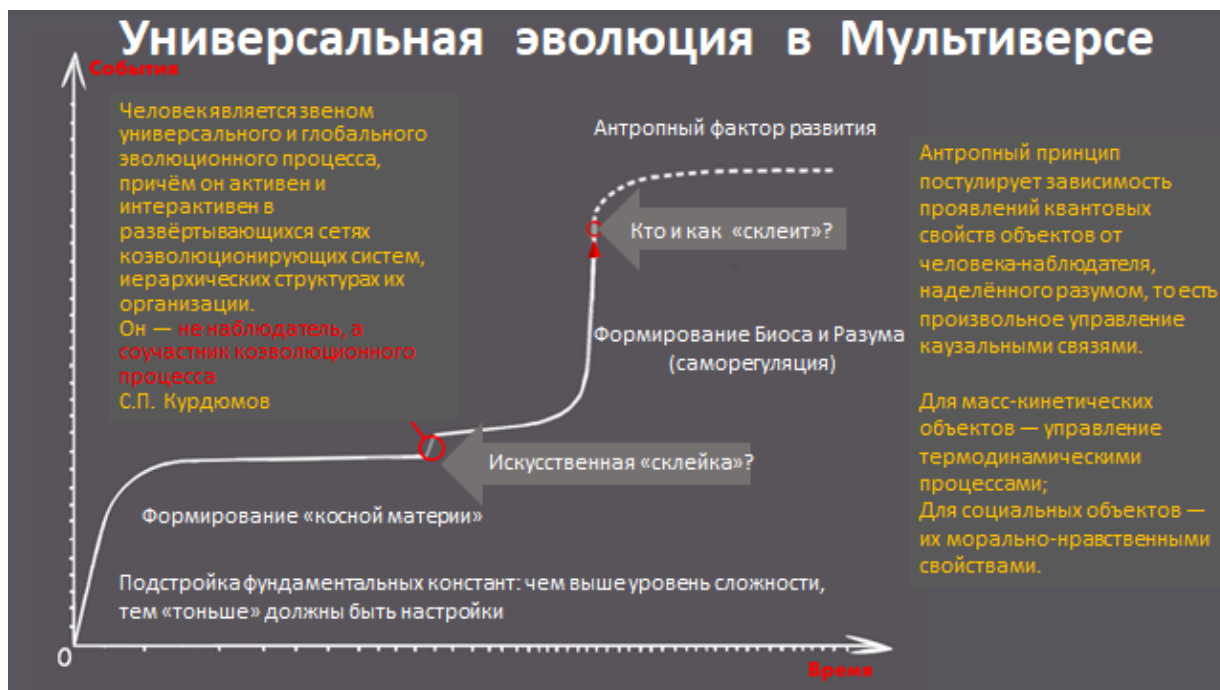 Универсальная эволюция в Мультиверсе
События
Человек является звеном
универсального и глобального
эволюционного процесса,
причём он активен и
интерактивен в
развёртывающихся сетях
коэволюционирующих систем,
иерархических структурах их
организации.
Он — не наблюдатель, а
соучастник коэволюционного
процесса
С.П. Курдюмов
Антропный фактор развития
Кто и как «склеит»?
Формирование Биоса и Разума
(саморегуляция)
Искусственная «склейка»?
Формирование «косной материи»
Подстройка фундаментальных констант: чем выше уровень сложности,
тем «тоньше» должны быть настройки
Антропный принцип
постулирует зависимость
проявлений квантовых
свойств объектов от
человека-наблюдателя,
наделённого разумом, то есть
произвольное управление
каузальными связями.
Для масс-кинетических
объектов — управление
термодинамическими
процессами;
Для социальных объектов —
их морально-нравственными
свойствами.
0
Время